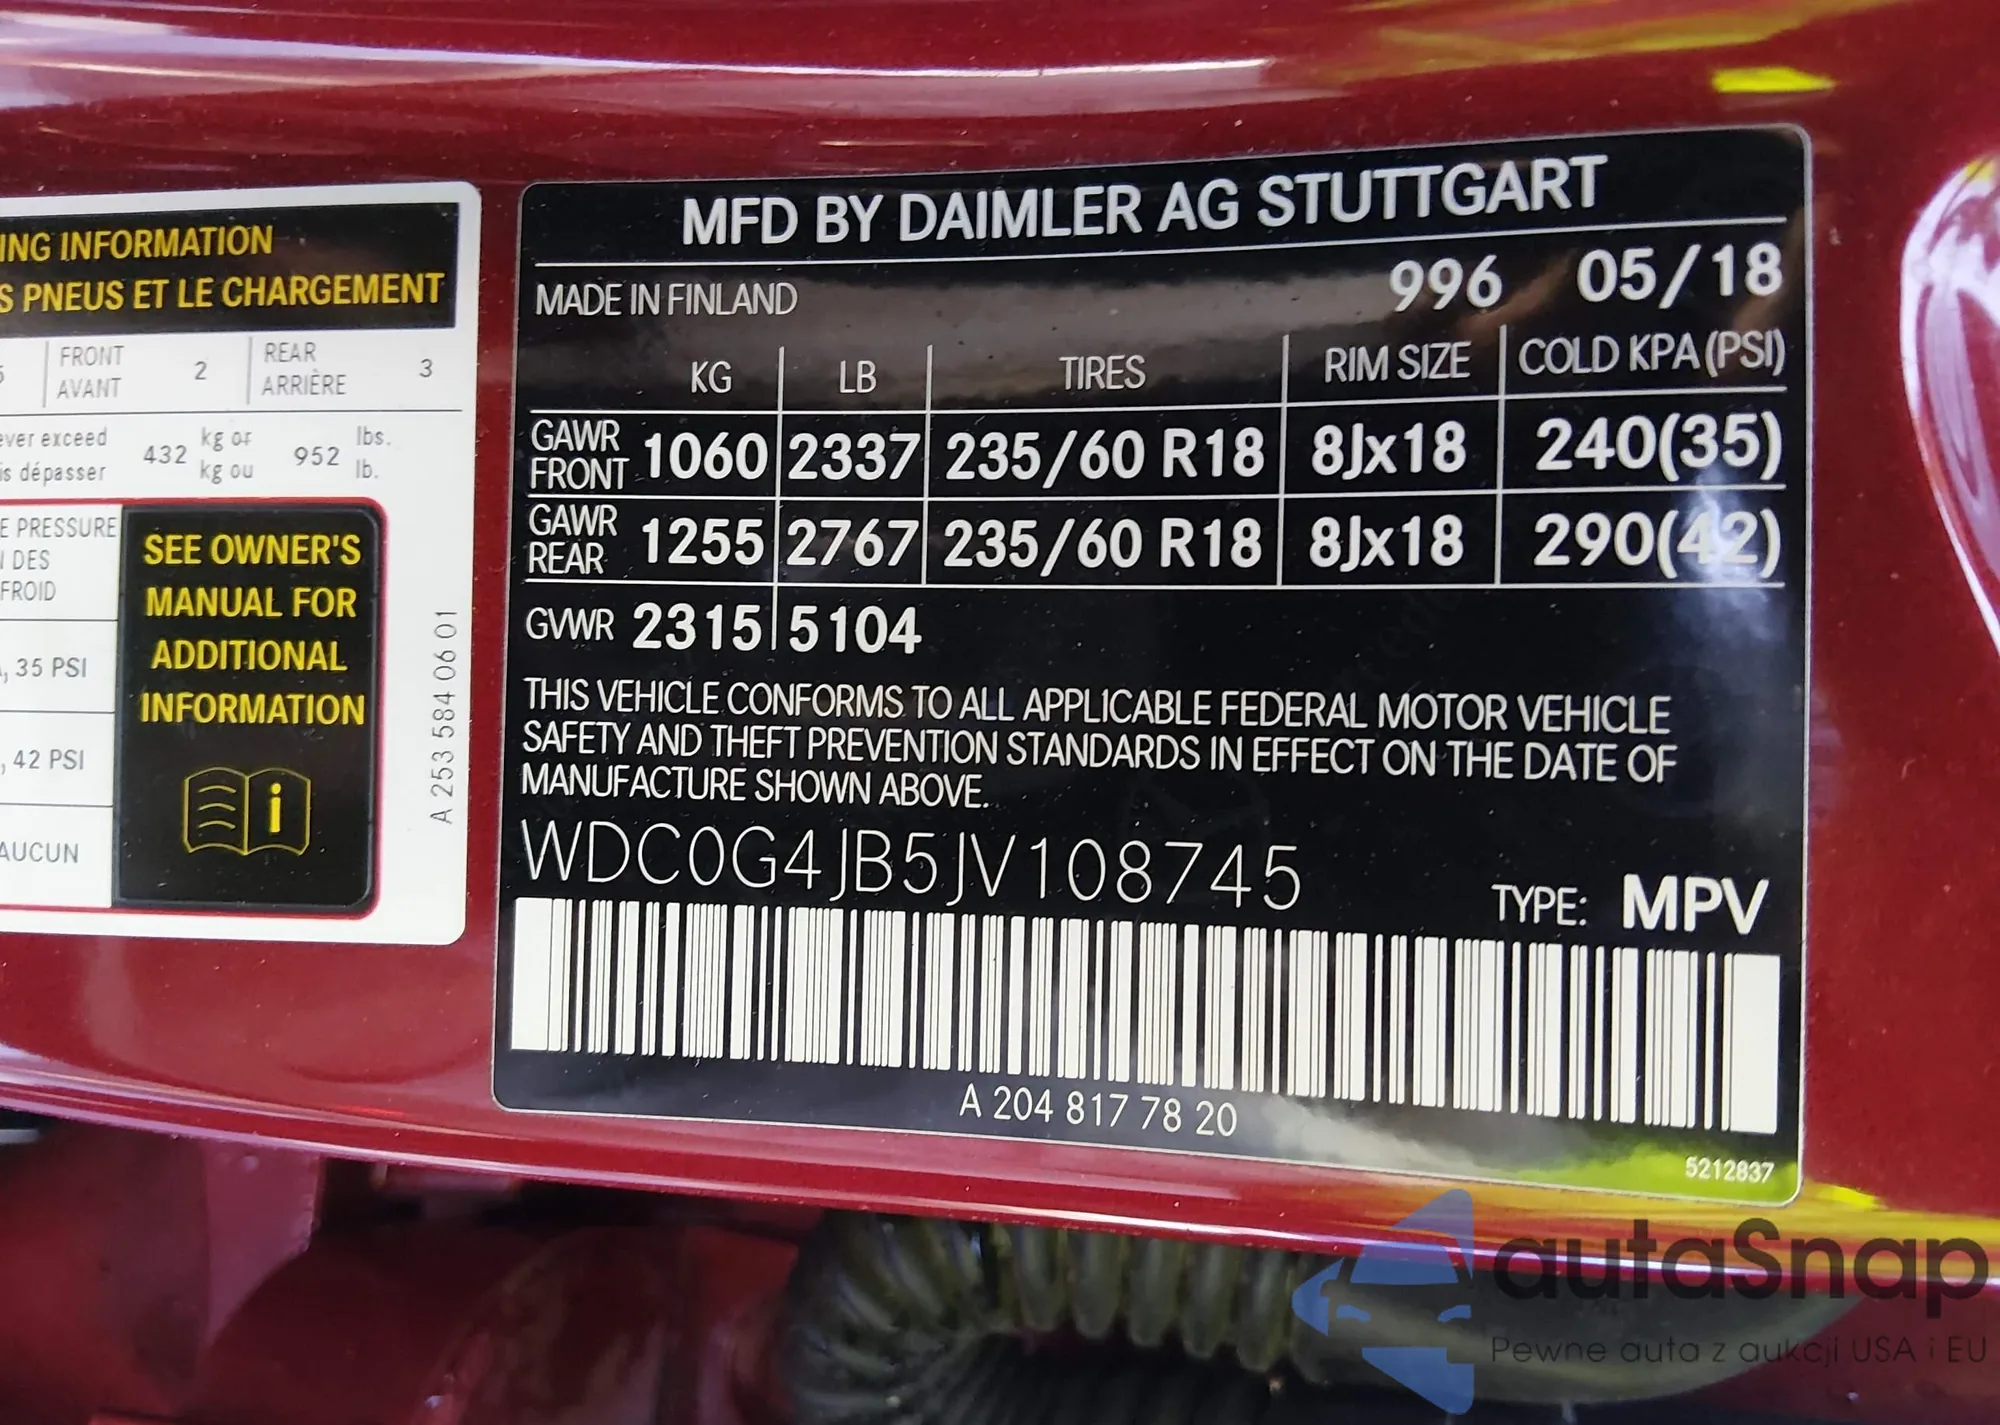 ING INFORMATION
S PNEUS ET LE CHARGEMENT
FRONT
AVANT
2
REAR
ARRIÈRE
3
ever exceed
is dépasser
432
kg or
kg ou
952
lbs.
lb.
E PRESSURE
DES
FROID
, 35 PSI
, 42 PSI
AUCUN
SEE OWNER'S
MANUAL FOR
ADDITIONAL
INFORMATION
i
A 253 584 06 01
MFD BY DAIMLER AG STUTTGART
MADE IN FINLAND 996 05/18
KG LB TIRES RIM SIZE COLD KPA (PSI)
GAWR
FRONT
1060 2337 235/60 R18 8Jx18 240(35)
GAWR
REAR
1255 2767 235/60 R18 8Jx18 290(42)
GVWR 2315 5104
THIS VEHICLE CONFORMS TO ALL APPLICABLE FEDERAL MOTOR VEHICLE
SAFETY AND THEFT PREVENTION STANDARDS IN EFFECT ON THE DATE OF
MANUFACTURE SHOWN ABOVE.
WDC0G4JB5JV108745
TYPE: MPV
A 204 817 78 20
5212837
autaSnap
Pewne auta z aukcji USA i EU